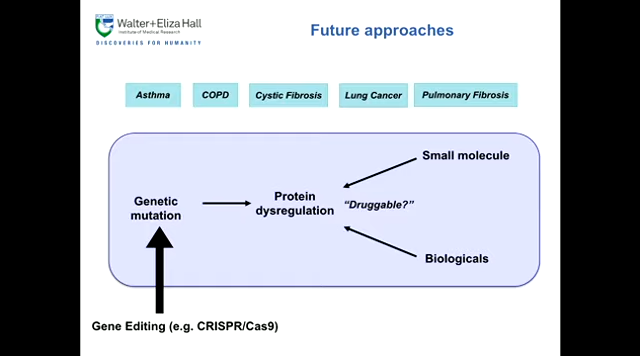 Walter+Eliza Hall
Institute of Medical Research
DISCOVERIES FOR HUMANITY
Future approaches
Asthma
COPD
Cystic Fibrosis
Lung Cancer
Pulmonary Fibrosis
Small molecule
Genetic
mutation
Protein
dysregulation
“Druggable?”
Biologicals
Gene Editing (e.g. CRISPR/Cas9)